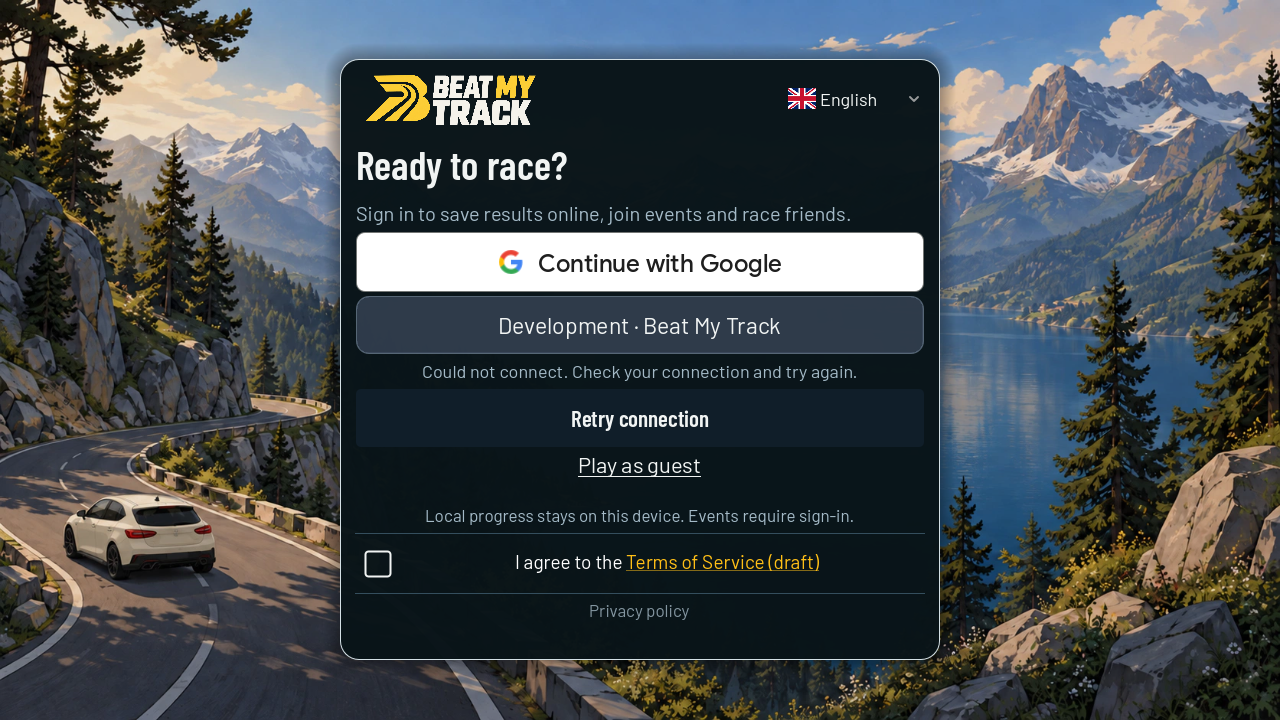 BEAT MY
TRACK
English
Ready to race?
Sign in to save results online, join events and race friends.
Continue with Google
Development · Beat My Track
Could not connect. Check your connection and try again.
Retry connection
Play as guest
Local progress stays on this device. Events require sign-in.
I agree to the Terms of Service (draft)
Privacy policy